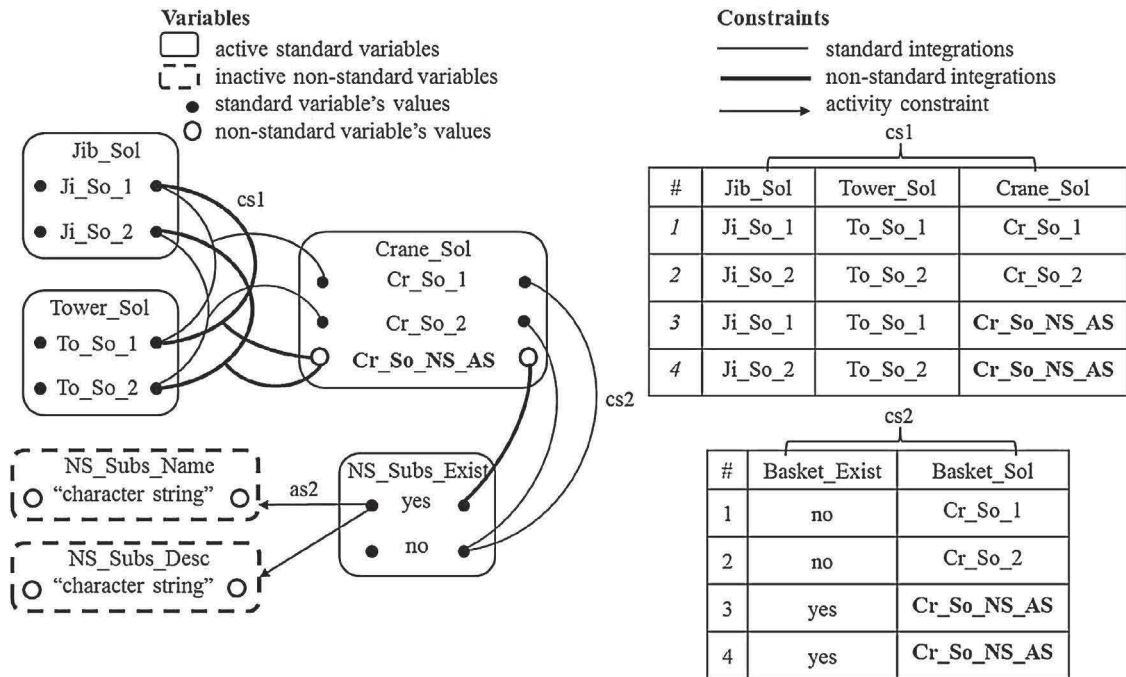 Variables
active standard variables
inactive non-standard variables
standard variable's values
non-standard variable's values
Constraints
standard integrations
non-standard integrations
activity constraint
Jib_Sol
Ji_So_1
Ji_So_2
cs1
Tower_Sol
To_So_1
To_So_2
Crane_Sol
Cr_So_1
Cr_So_2
Cr_So_NS_AS
cs2
NS_Subs_Name
"character string"
as2
NS_Subs_Exist
yes
no
NS_Subs_Desc
"character string"
cs1
# Jib_Sol Tower_Sol Crane_Sol
1 Ji_So_1 To_So_1 Cr_So_1
2 Ji_So_2 To_So_2 Cr_So_2
3 Ji_So_1 To_So_1 Cr_So_NS_AS
4 Ji_So_2 To_So_2 Cr_So_NS_AS
cs2
# Basket_Exist Basket_Sol
1 no Cr_So_1
2 no Cr_So_2
3 yes Cr_So_NS_AS
4 yes Cr_So_NS_AS